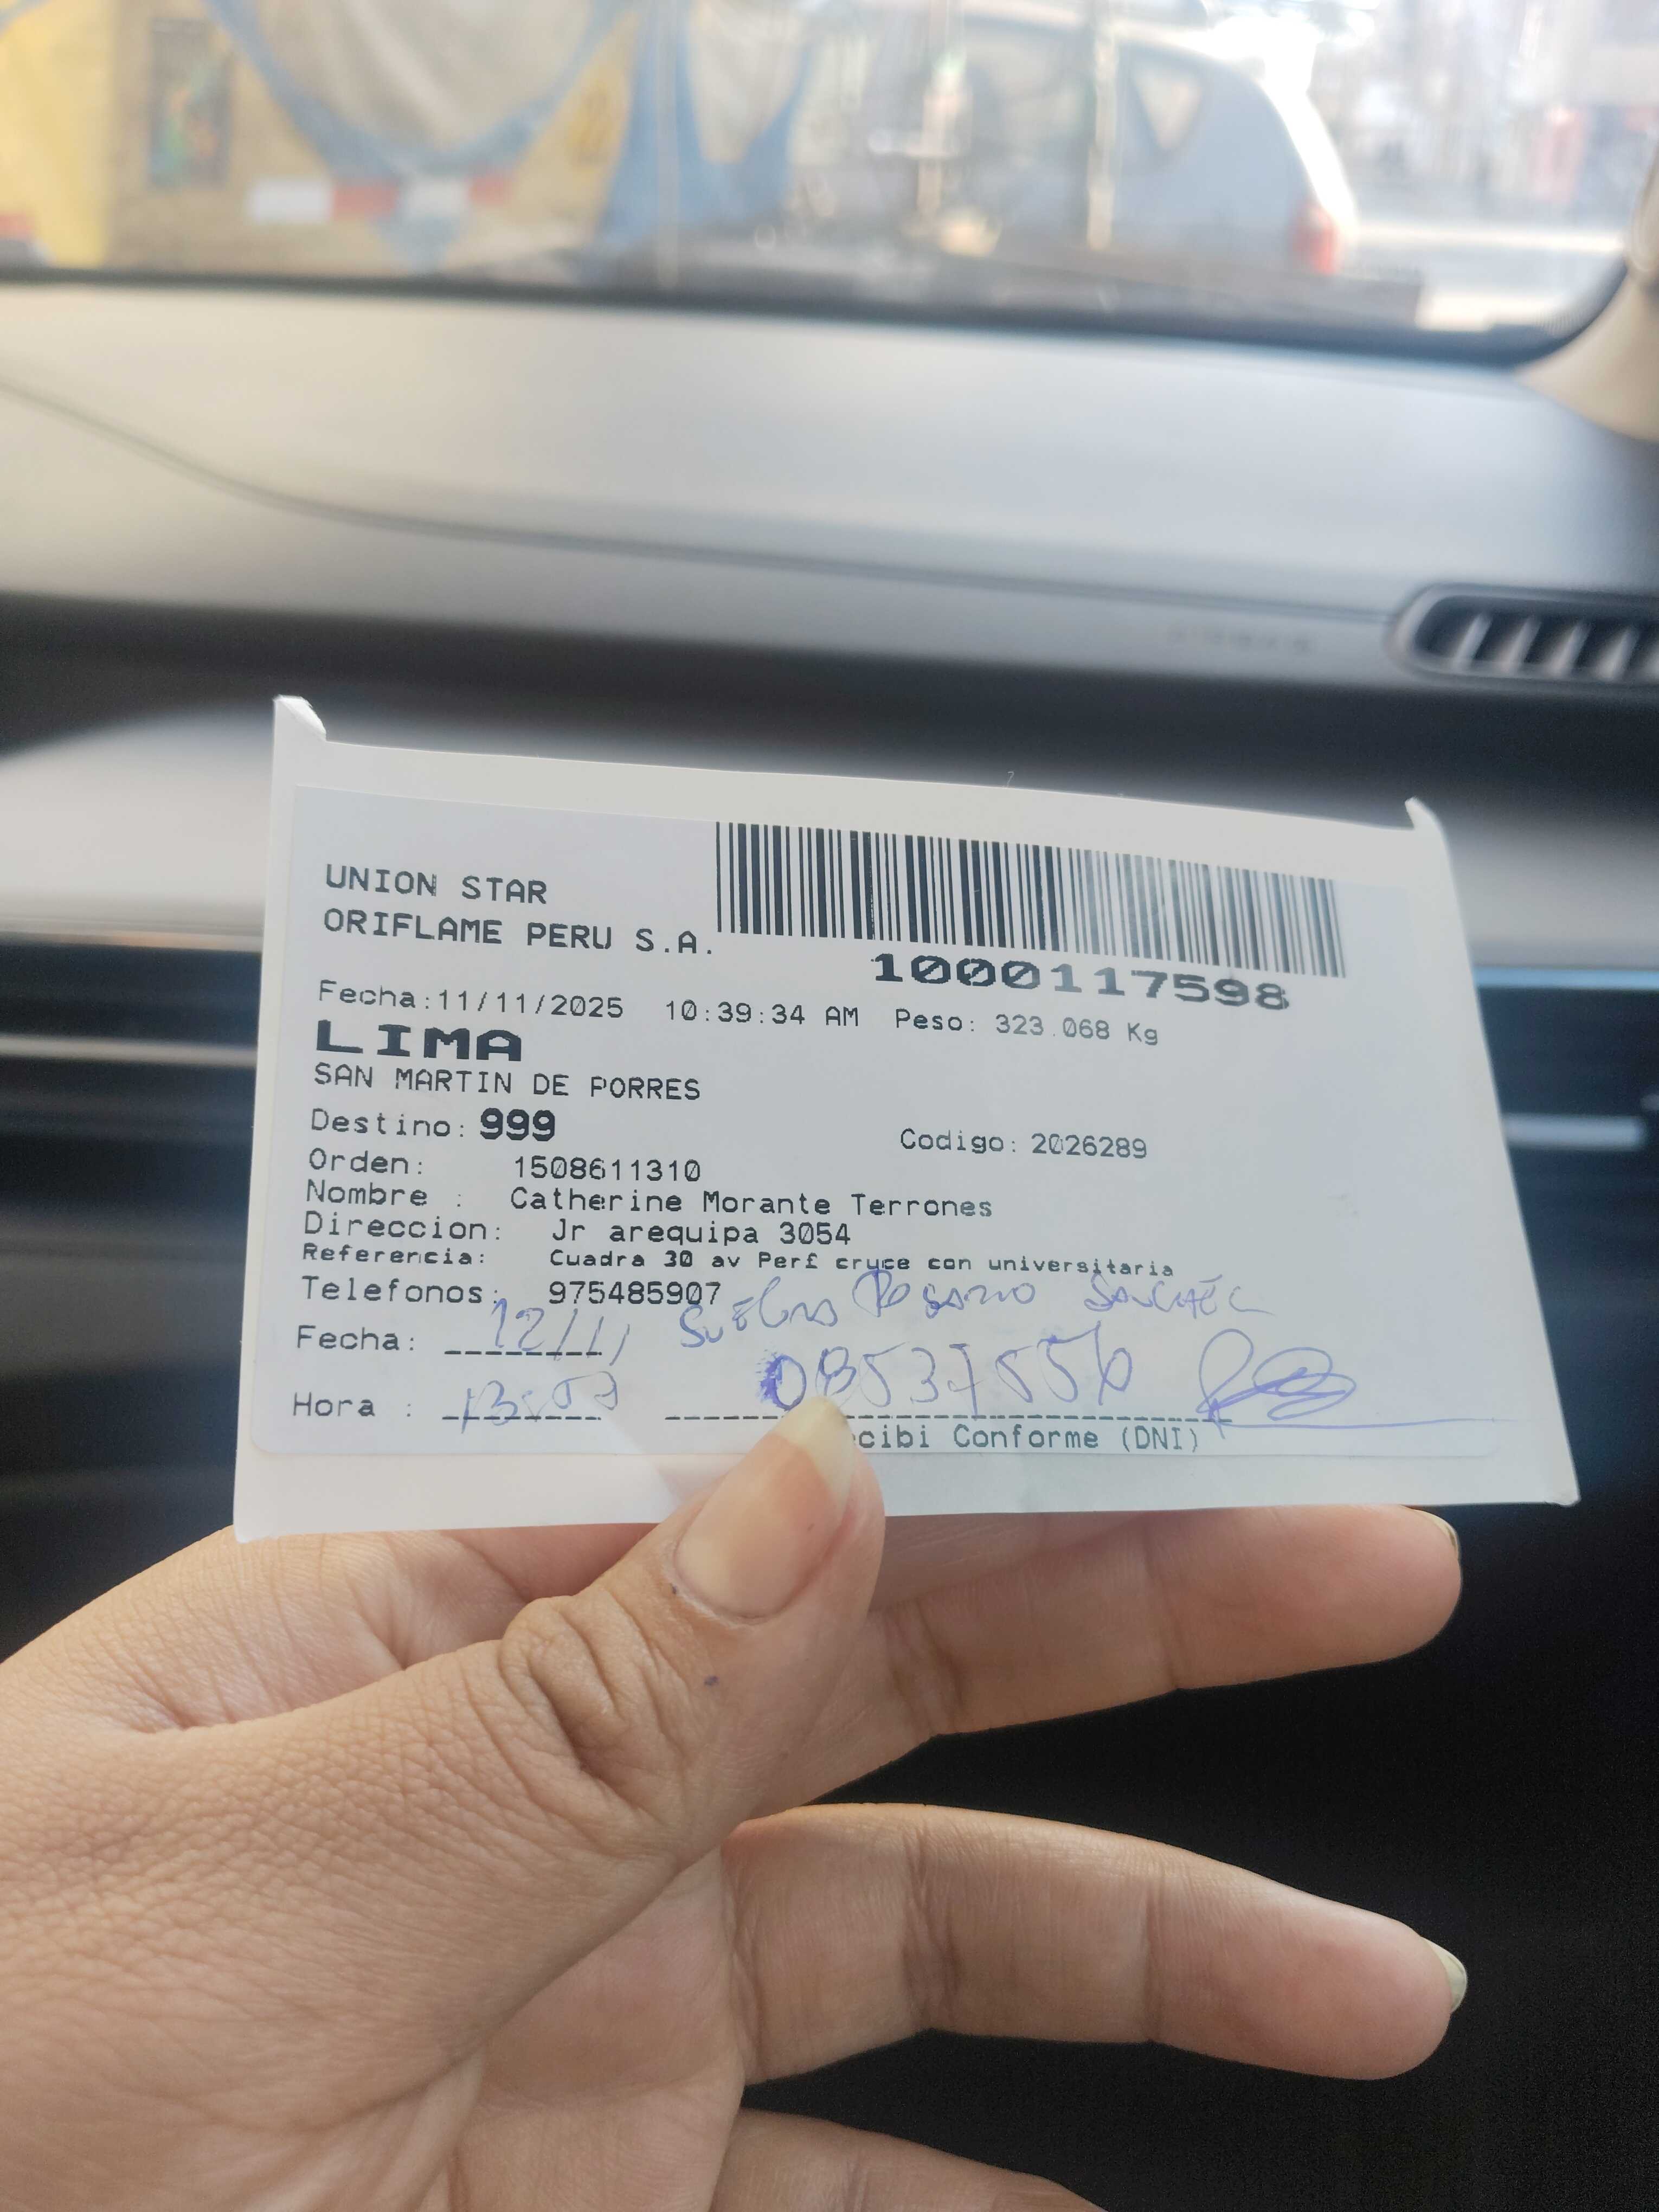 UNION STAR
ORIFLAME PERU S.A.
1000117598
Fecha:11/11/2025 10:39:34 AM Peso: 323.068 Kg
LIMA
SAN MARTIN DE PORRES
Destino: 999 Codigo: 2026289
Orden: 1508611310
Nombre : Catherine Morante Terrones
Direccion: Jr arequipa 3054
Referencia: Cuadra 30 av Perf cruce con universitaria
Telefonos: 975485907
Rosario
Fecha: 12/11/
Hora :
cibi Conforme (DNI)